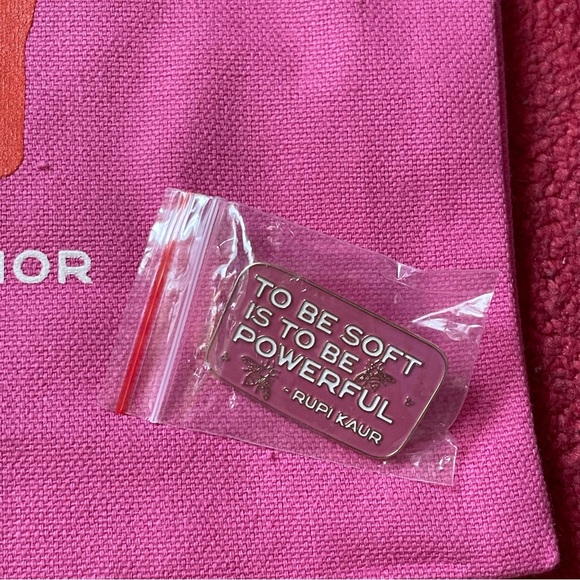 IOR
TO BE SOFT
IS TO BE
POWERFUL
- RUPI KAUR